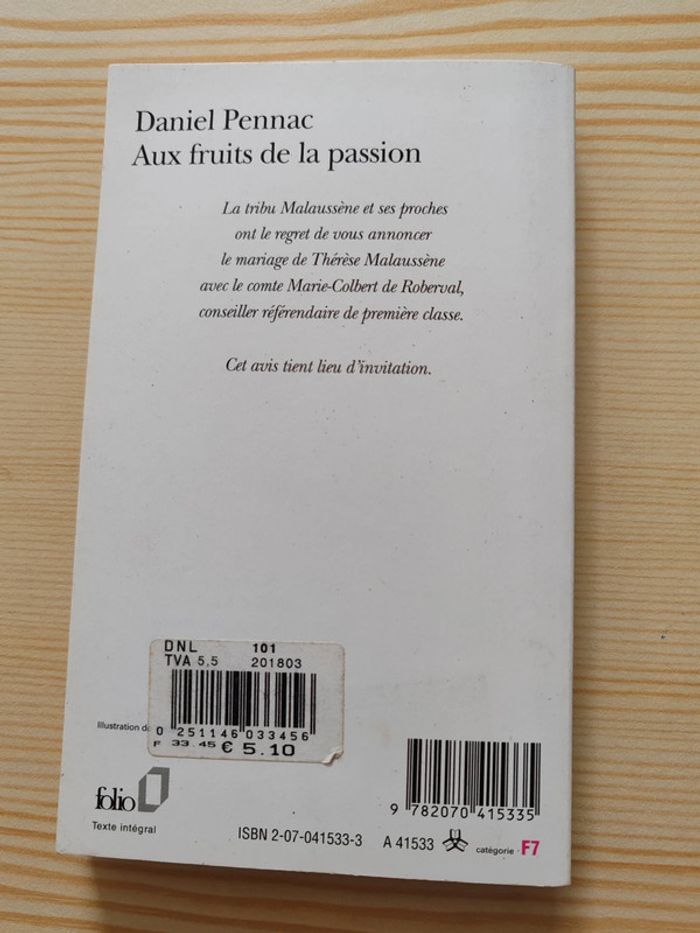 Daniel Pennac
Aux fruits de la passion
La tribu Malaussène et ses proches
ont le regret de vous annoncer
le mariage de Thérèse Malaussène
avec le comte Marie-Colbert de Roberval,
conseiller référendaire de première classe.
Cet avis tient lieu d'invitation.
DNL 101
TVA 5,5 201803
0 251146 033456
F 33.45 € 5.10
Illustration
folio
Texte intégral
9 782070 415335
ISBN 2-07-041533-3 A 41533 catégorie · F7